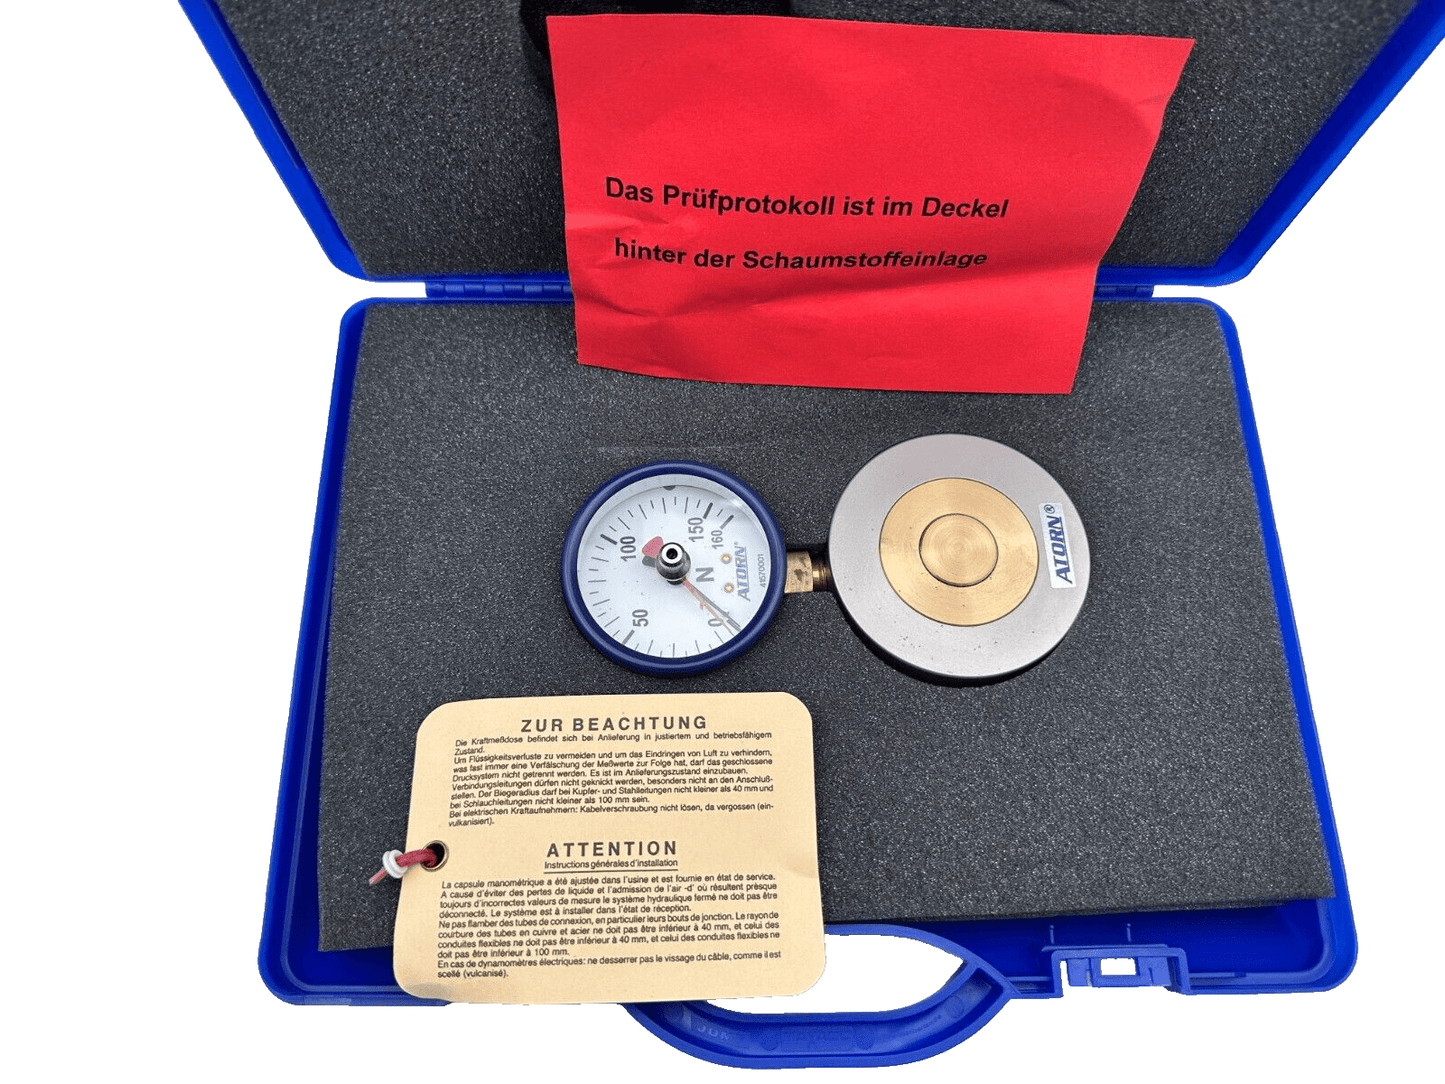 Das Prüfprotokoll ist im Deckel
hinter der Schaumstoffeinlage
50
100
150
160
0
N
ATORN®
41570001
ATORN®
ZUR BEACHTUNG
Die Kraftmeßdose befindet sich bei Anlieferung in justiertem und betriebsfähigem
Zustand.
Um Flüssigkeitsverluste zu vermeiden und um das Eindringen von Luft zu verhindern,
was fast immer eine Verfälschung der Meßwerte zur Folge hat, darf das geschlossene
Drucksystem nicht getrennt werden. Es ist im Anlieferungszustand einzubauen.
Verbindungsleitungen dürfen nicht geknickt werden, besonders nicht an den Anschluß-
stellen. Der Biegeradius darf bei Kupfer- und Stahlleitungen nicht kleiner als 40 mm und
bei Schlauchleitungen nicht kleiner als 100 mm sein.
Bei elektrischen Kraftaufnehmern: Kabelverschraubung nicht lösen, da vergossen (ein-
vulkanisiert).
ATTENTION
Instructions générales d'installation
La capsule manométrique a été ajustée dans l'usine et est fournie en état de service.
A cause d'éviter des pertes de liquide et l'admission de l'air -d' où résultent presque
toujours d'incorrectes valeurs de mesure le système hydraulique fermé ne doit pas être
déconnecté. Le système est à installer dans l'état de réception.
Ne pas flamber des tubes de connexion, en particulier leurs bouts de jonction. Le rayon de
courbure des tubes en cuivre et acier ne doit pas être inférieur à 40 mm, et celui des
conduites flexibles ne doit pas être inférieur à 40 mm, et celui des conduites flexibles ne
doit pas être inférieur à 100 mm.
En cas de dynamomètres électriques: ne desserrer pas le vissage du câble, comme il est
scellé (vulcanisé).